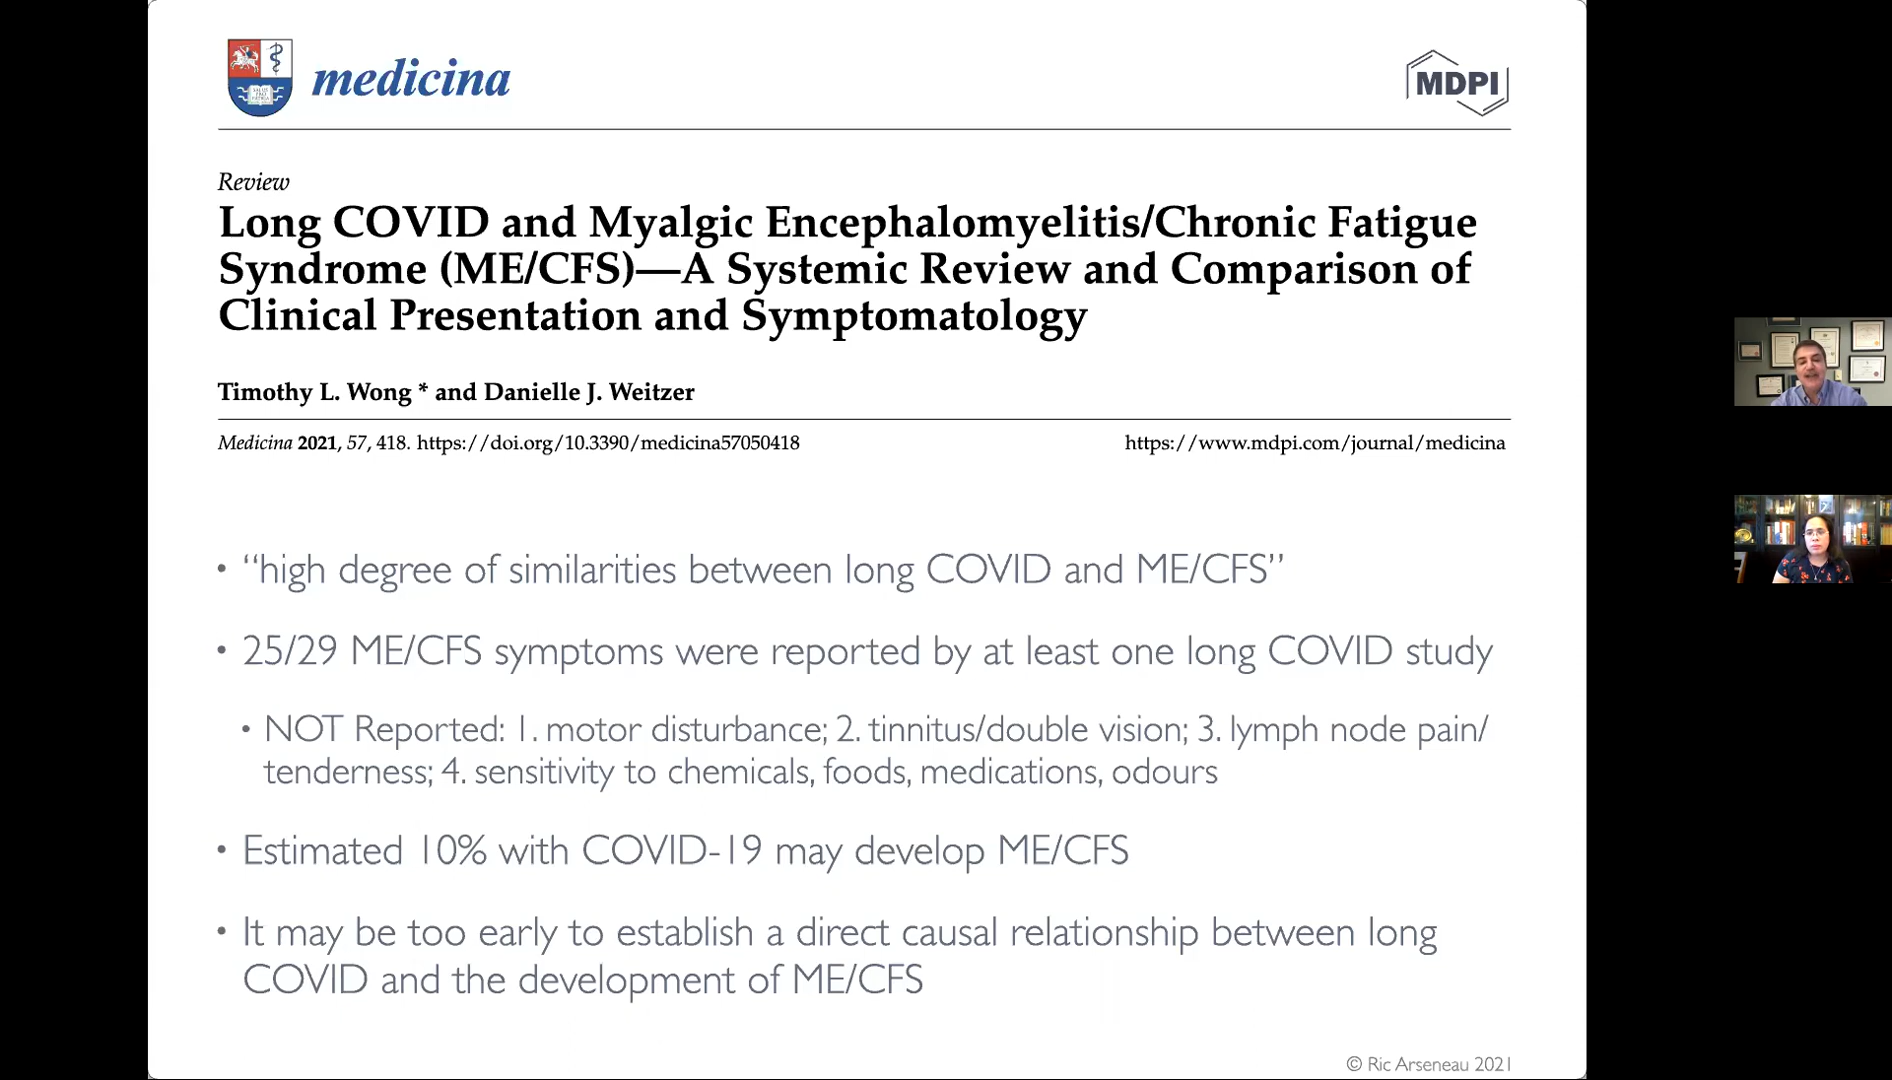 medicina
MDPI
Review
Long COVID and Myalgic Encephalomyelitis/Chronic Fatigue
Syndrome (ME/CFS)—A Systemic Review and Comparison of
Clinical Presentation and Symptomatology
Timothy L. Wong * and Danielle J. Weitzer
Medicina 2021, 57, 418. https://doi.org/10.3390/medicina57050418
https://www.mdpi.com/journal/medicina
• “high degree of similarities between long COVID and ME/CFS”
• 25/29 ME/CFS symptoms were reported by at least one long COVID study
• NOT Reported: 1. motor disturbance; 2. tinnitus/double vision; 3. lymph node pain/
tenderness; 4. sensitivity to chemicals, foods, medications, odours
• Estimated 10% with COVID-19 may develop ME/CFS
• It may be too early to establish a direct causal relationship between long
COVID and the development of ME/CFS
© Ric Arseneau 2021